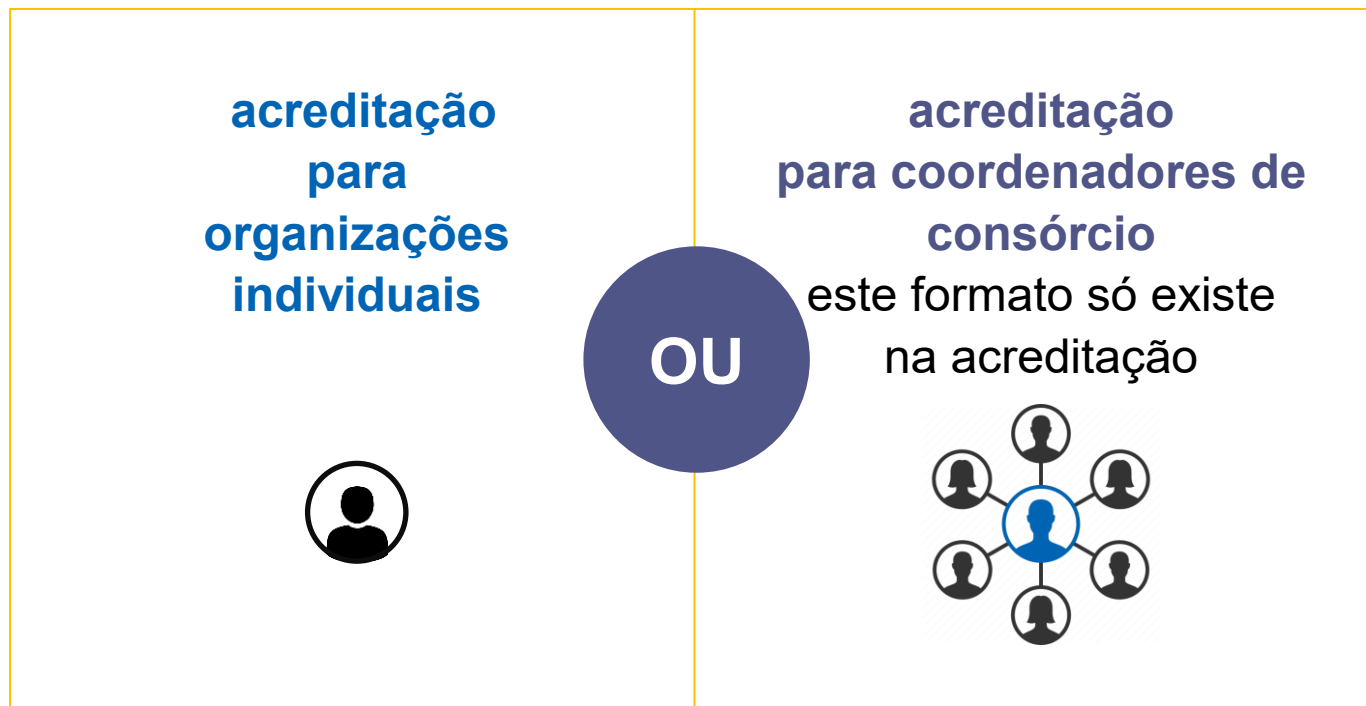 acreditação
para
organizações
individuais
OU
acreditação
para coordenadores de
consórcio
este formato só existe
na acreditação